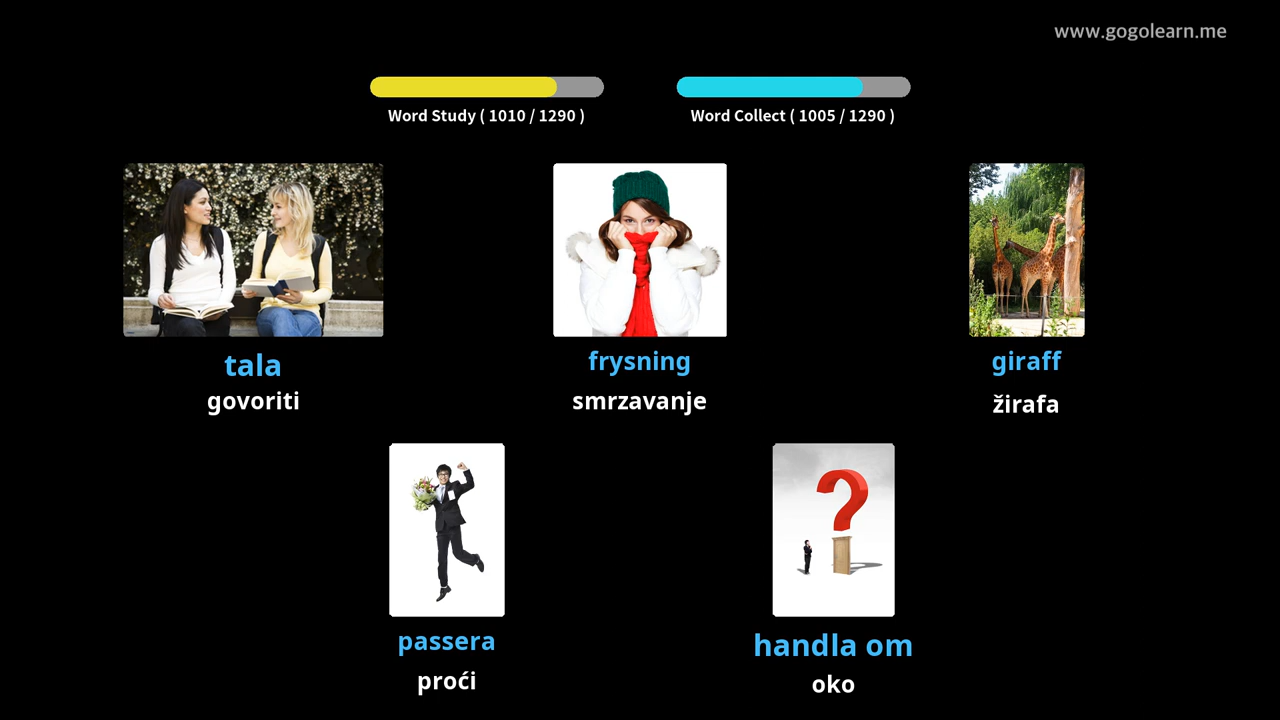 www.gogolearn.me
Word Study ( 1010 / 1290 )
Word Collect ( 1005 / 1290 )
tala
govoriti
frysning
smrzavanje
giraff
žirafa
passera
proći
handla om
oko